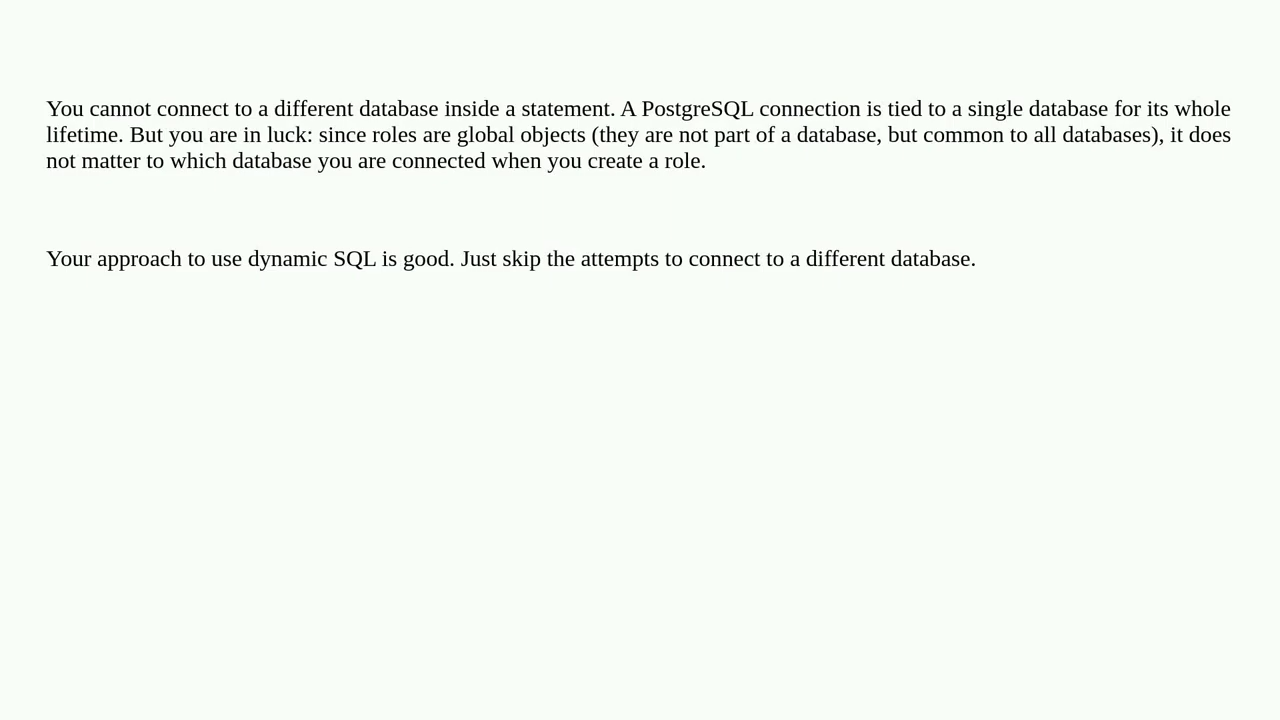 You cannot connect to a different database inside a statement. A PostgreSQL connection is tied to a single database for its whole
lifetime. But you are in luck: since roles are global objects (they are not part of a database, but common to all databases), it does
not matter to which database you are connected when you create a role.
Your approach to use dynamic SQL is good. Just skip the attempts to connect to a different database.